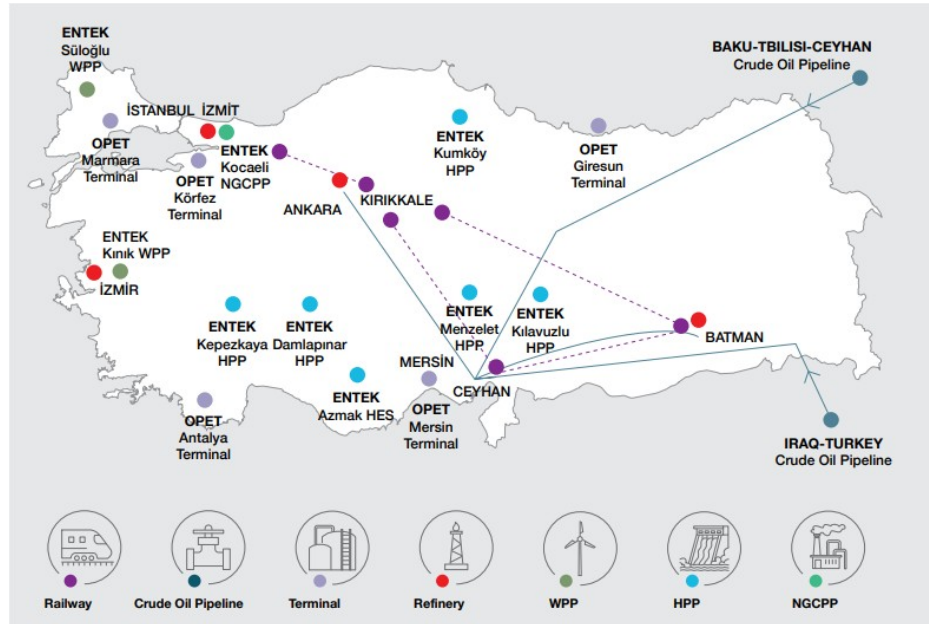 ENTEK
Süloğlu
WPP
BAKU-TBILISI-CEYHAN
Crude Oil Pipeline
İSTANBUL İZMİT
OPET
Marmara
Terminal
OPET
Körfez
Terminal
ENTEK
Kocaeli
NGCPP
ENTEK
Kumköy
HPP
OPET
Giresun
Terminal
ANKARA
KIRIKKALE
ENTEK
Kınık WPP
İZMİR
ENTEK
Kepezkaya
HPP
ENTEK
Damlapınar
HPP
ENTEK
Menzelet
HPP
ENTEK
Kılavuzlu
HPP
BATMAN
MERSİN
CEYHAN
ENTEK
Azmak HES
OPET
Mersin
Terminal
OPET
Antalya
Terminal
IRAQ-TURKEY
Crude Oil Pipeline
Railway
Crude Oil Pipeline
Terminal
Refinery
WPP
HPP
NGCPP